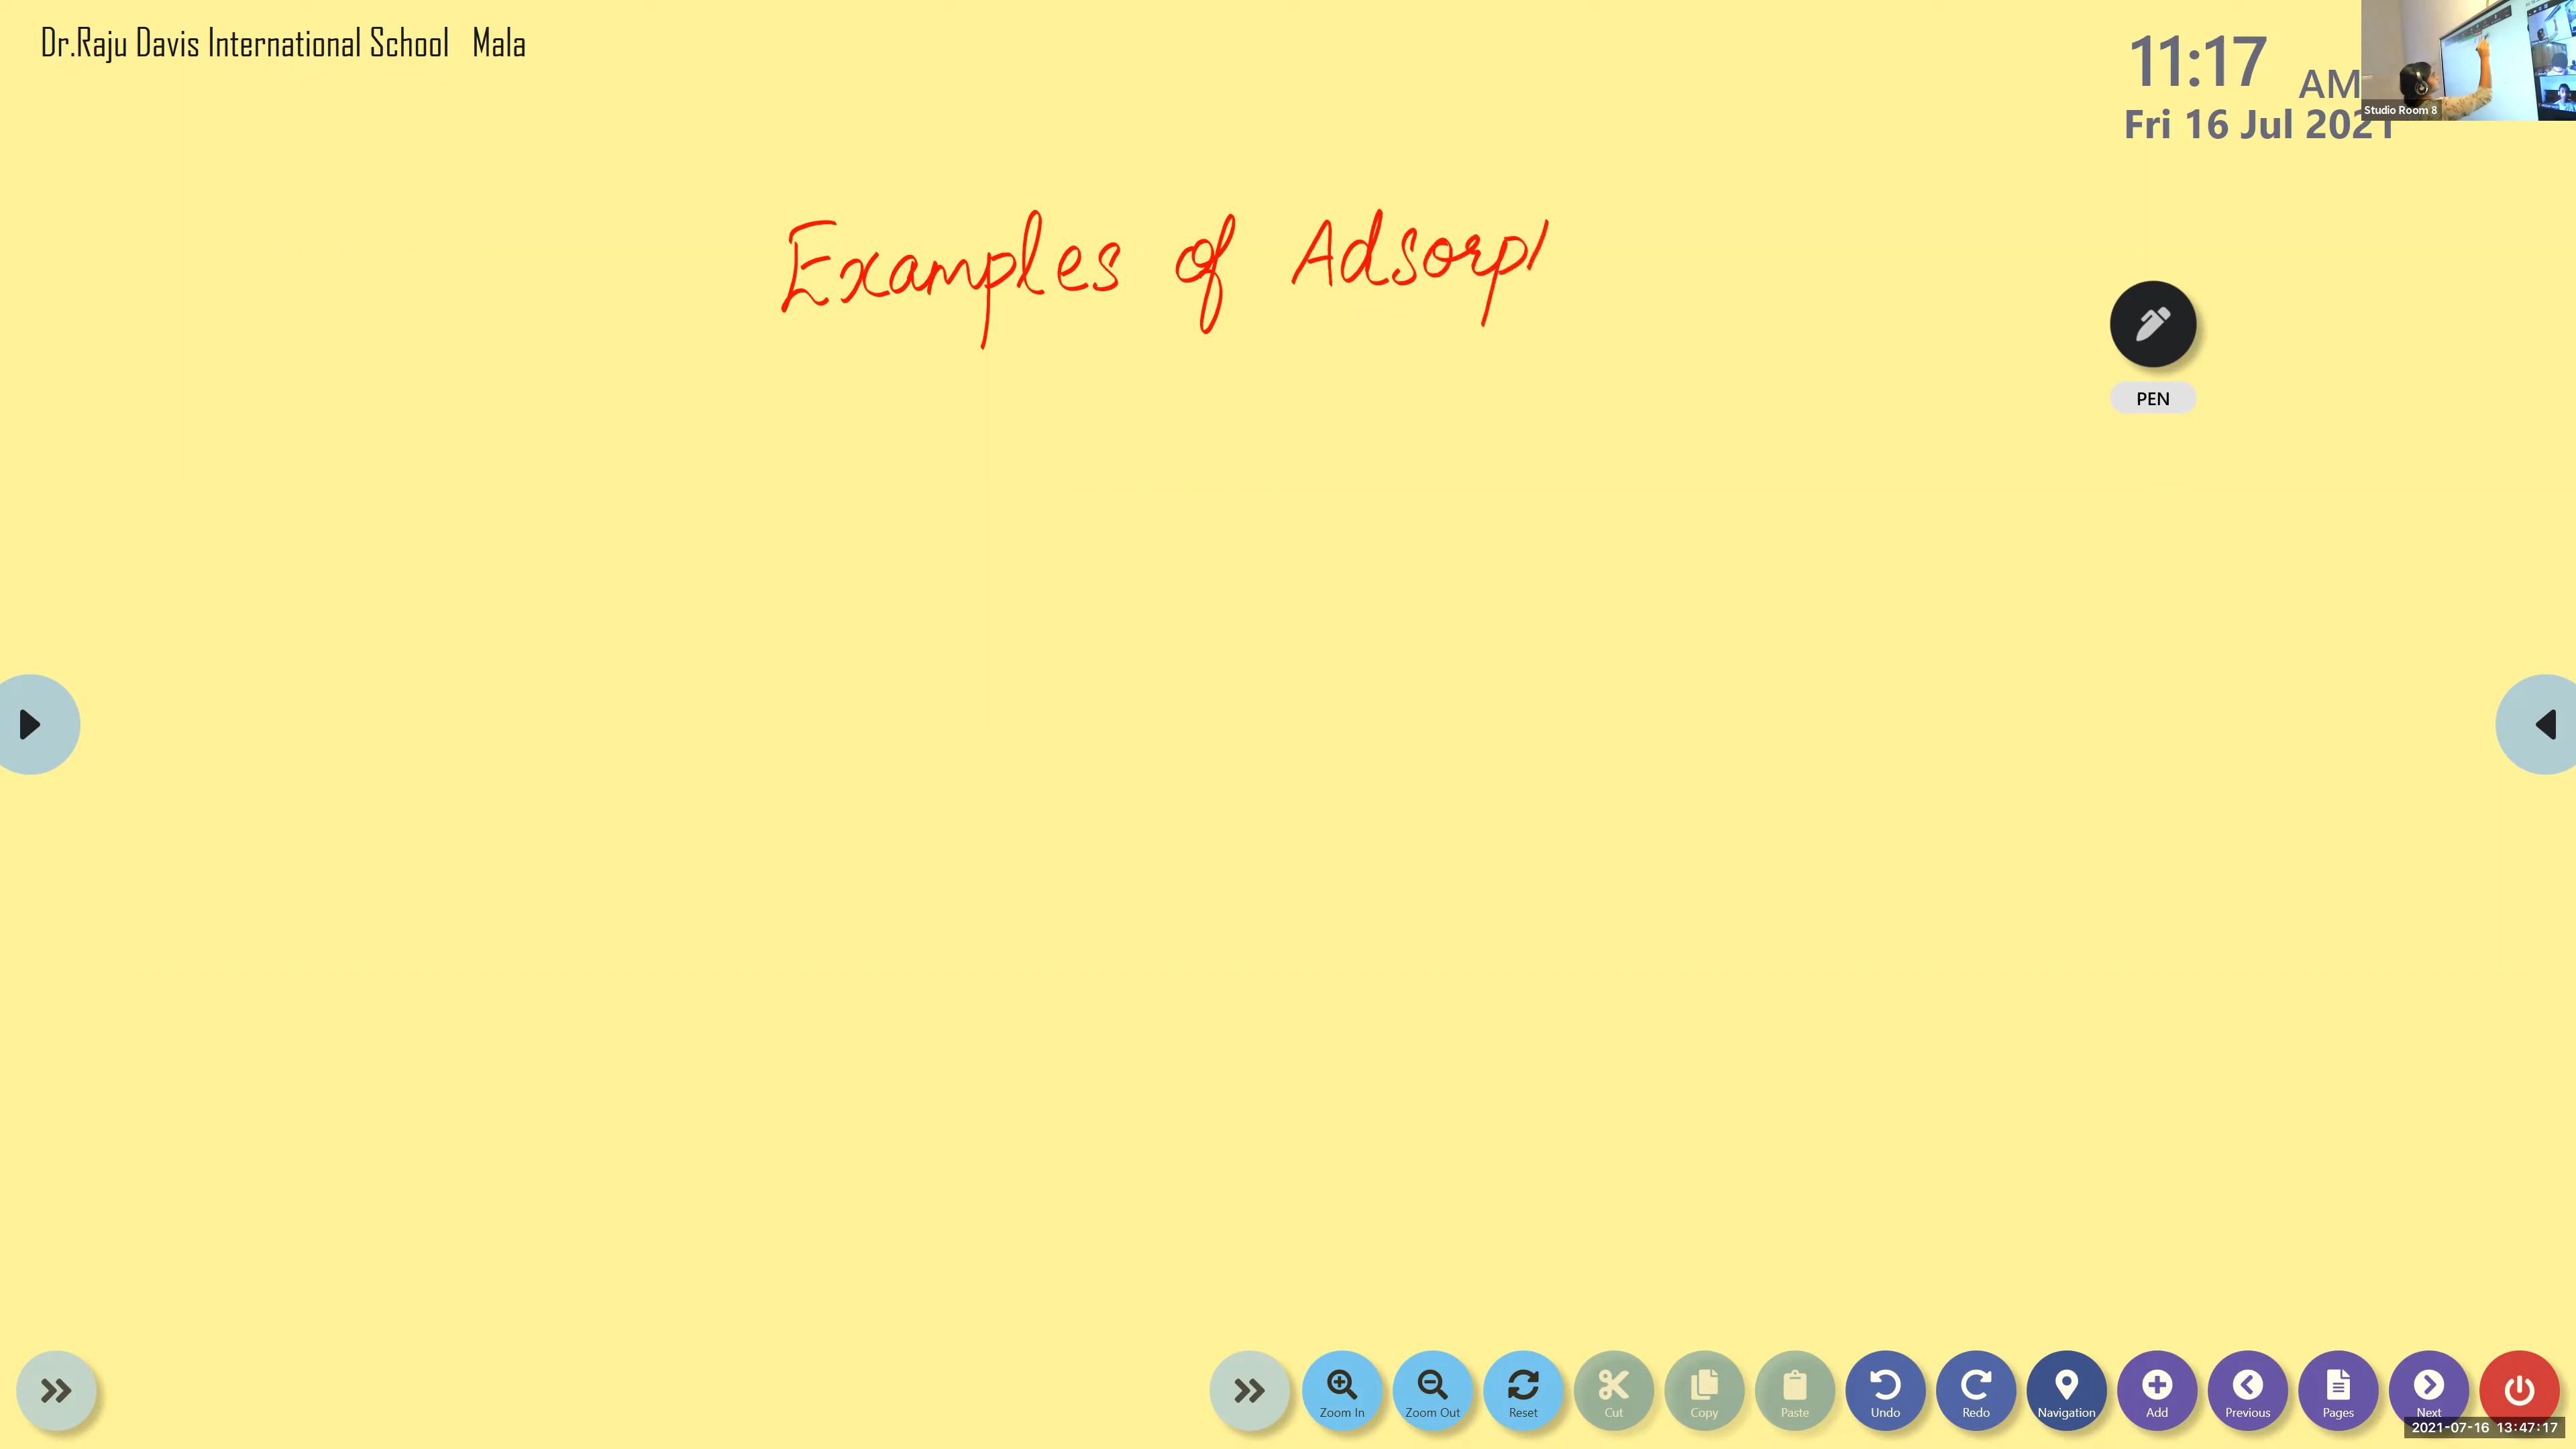 Dr.Raju Davis International School Mala
11:17 AM
Fri 16 Jul 2021
Studio Room 8
Examples of Adsorp
PEN
Zoom In Zoom Out Reset Cut Copy Paste Undo Redo Navigation Add Previous Pages Next
2021-07-16 13:47:17